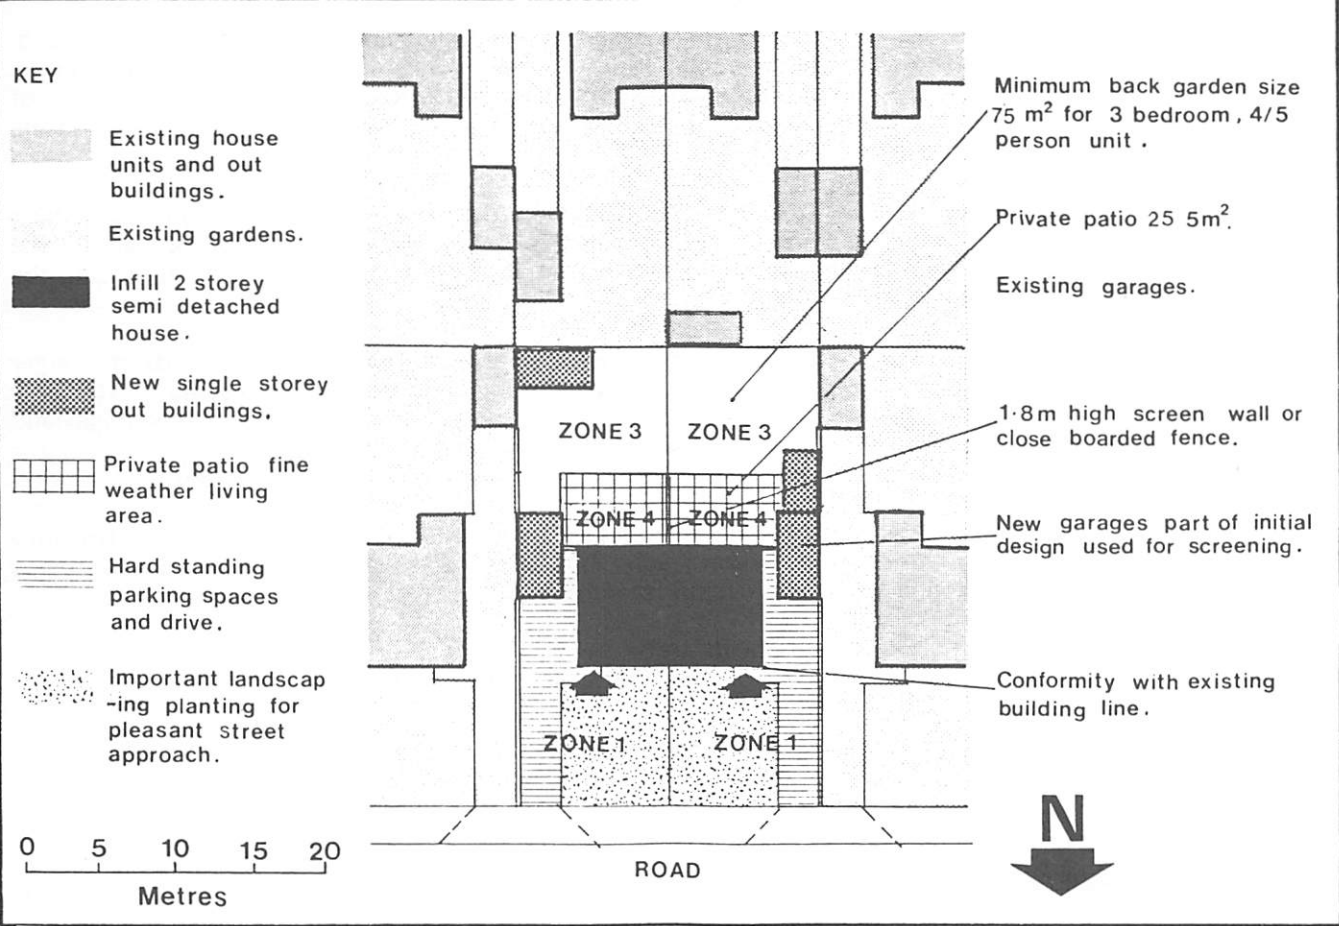 KEY
Existing house
units and out
buildings.
Existing gardens.
Infill 2 storey
semi detached
house.
New single storey
out buildings.
Private patio fine
weather living
area.
Hard standing
parking spaces
and drive.
Important landscap
-ing planting for
pleasant street
approach.
0 5 10 15 20
Metres
ZONE 3 ZONE 3
ZONE 4 ZONE 4
ZONE 1 ZONE 1
ROAD
Minimum back garden size
75 m² for 3 bedroom, 4/5
person unit.
Private patio 25 5m².
Existing garages.
1·8m high screen wall or
close boarded fence.
New garages part of initial
design used for screening.
Conformity with existing
building line.
N